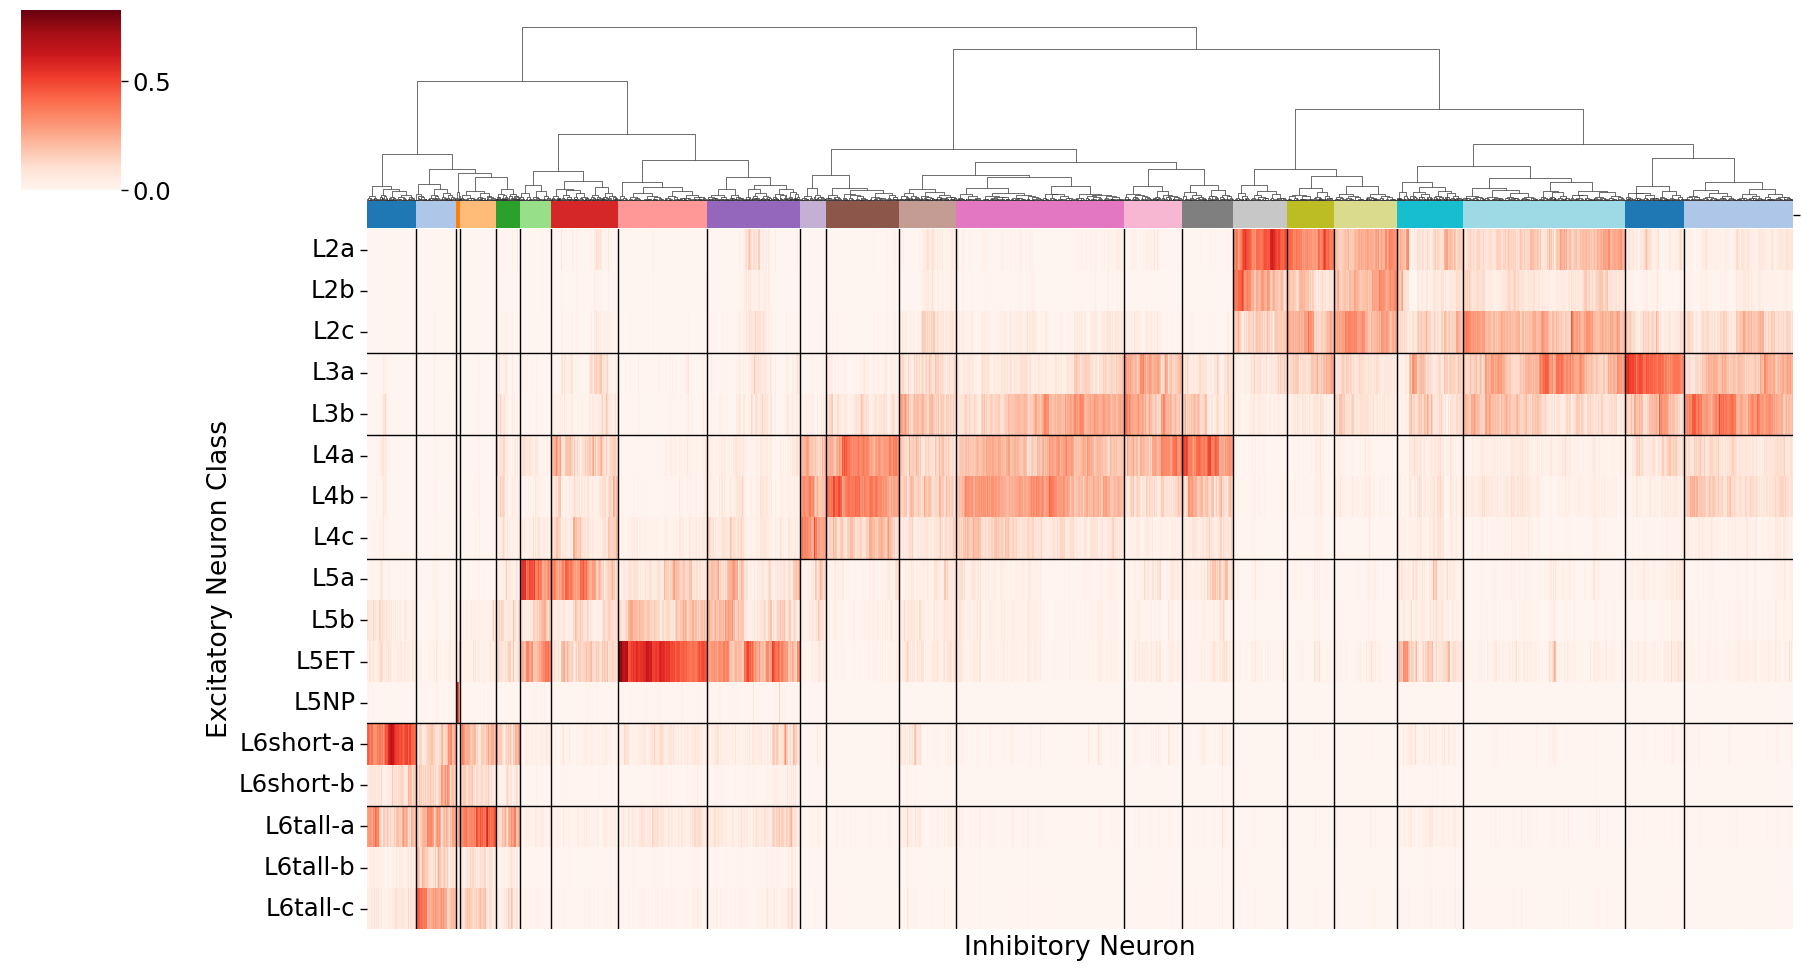 0.5
0.0
L2a
L2b
L2c
L3a
L3b
L4a
L4b
L4c
L5a
L5b
L5ET
L5NP
L6short-a
L6short-b
L6tall-a
L6tall-b
L6tall-c
Excitatory Neuron Class
Inhibitory Neuron